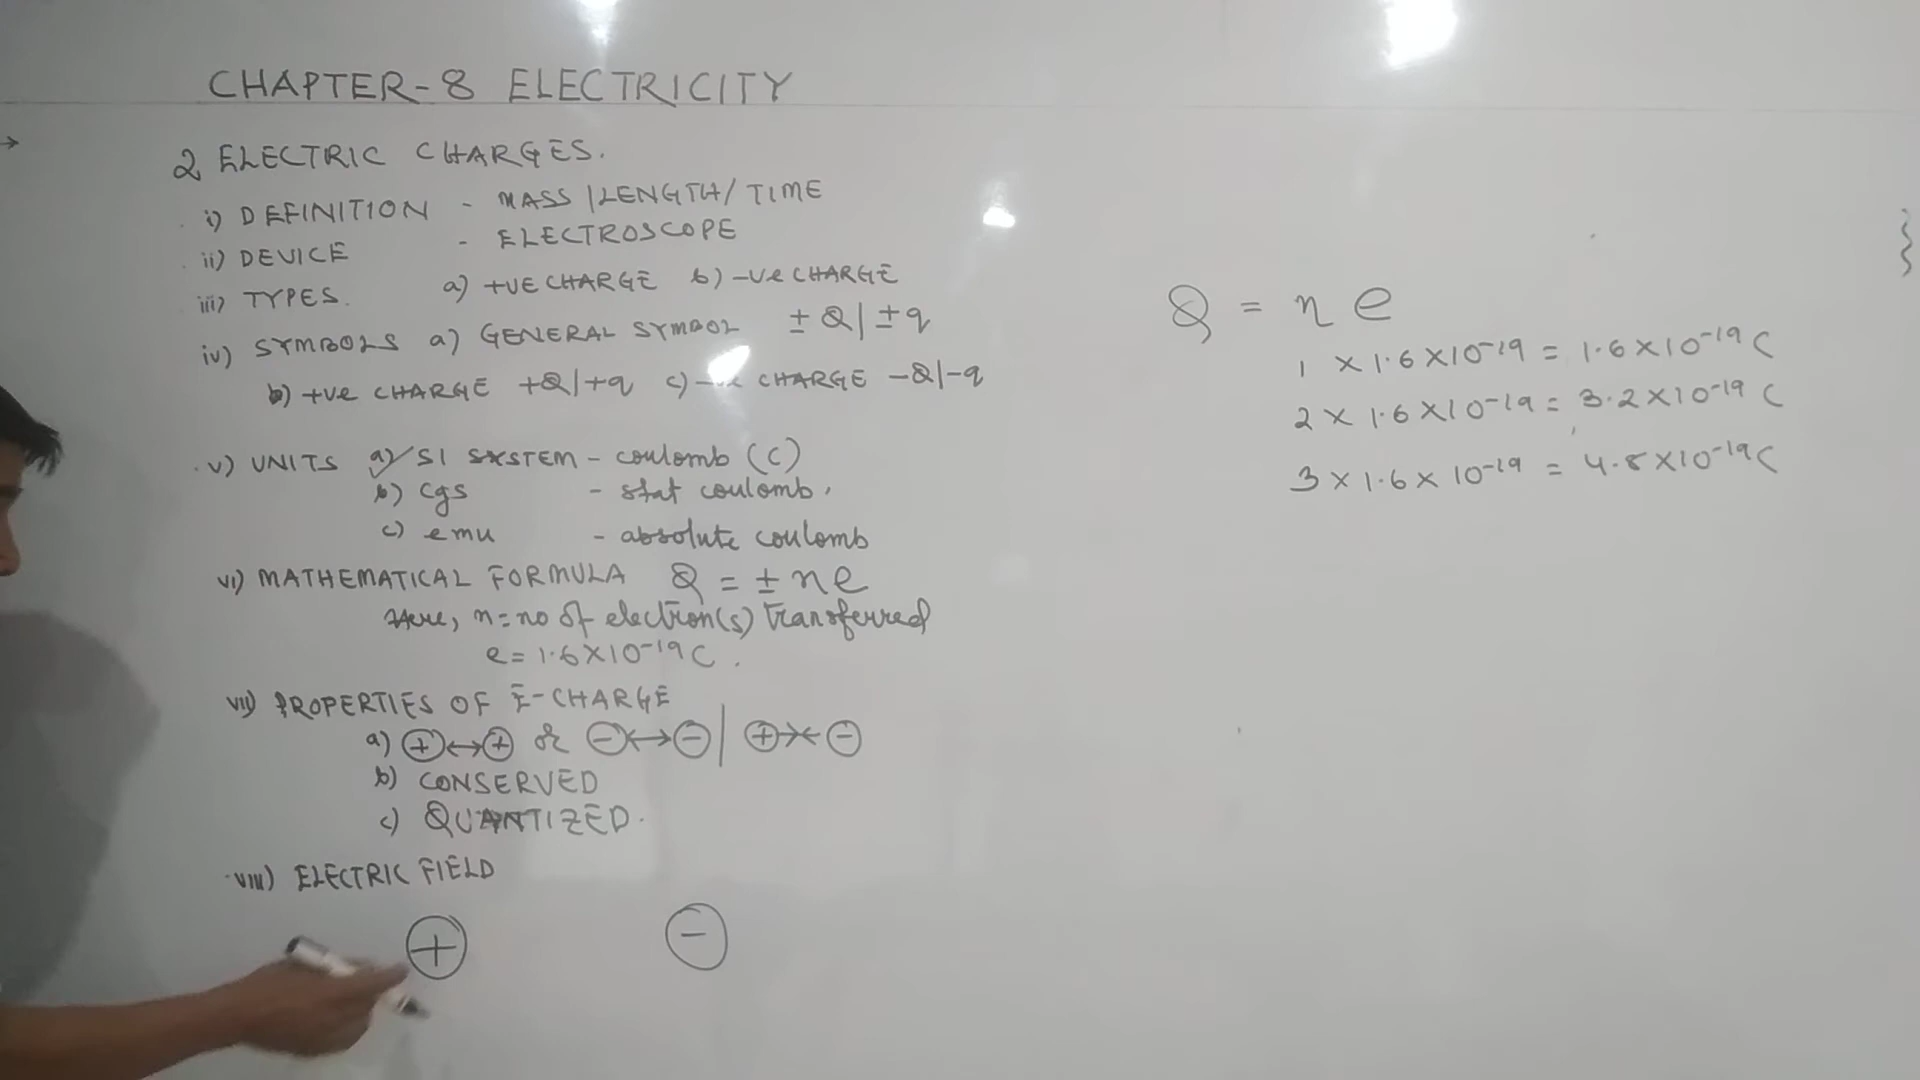 CHAPTER-8 ELECTRICITY
2 ELECTRIC CHARGES.
i) DEFINITION - MASS/LENGTH/TIME
ii) DEVICE - ELECTROSCOPE
iii) TYPES. a) +VE CHARGE b) -Ve CHARGE
iv) SYMBOLS a) GENERAL SYMBOL ± Q/±q
b) +ve CHARGE +Q/+q c) -ve CHARGE -Q/-q
v) UNITS a) SI SYSTEM - coulomb (C)
b) cgs - stat coulomb.
c) emu - absolute coulomb
vi) MATHEMATICAL FORMULA Q = ± ne
Here, n = no of electron(s) transferred
e = 1.6×10⁻¹⁹C.
vii) PROPERTIES OF E-CHARGE
a) ⊕↔⊕ or ⊖↔⊖ | ⊕→←⊖
b) CONSERVED
c) QUANTIZED.
viii) ELECTRIC FIELD
+ -
Q = n e
1 × 1.6×10⁻¹⁹ = 1.6×10⁻¹⁹ C
2 × 1.6×10⁻¹⁹ = 3.2×10⁻¹⁹ C
3 × 1.6× 10⁻¹⁹ = 4.8×10⁻¹⁹ C